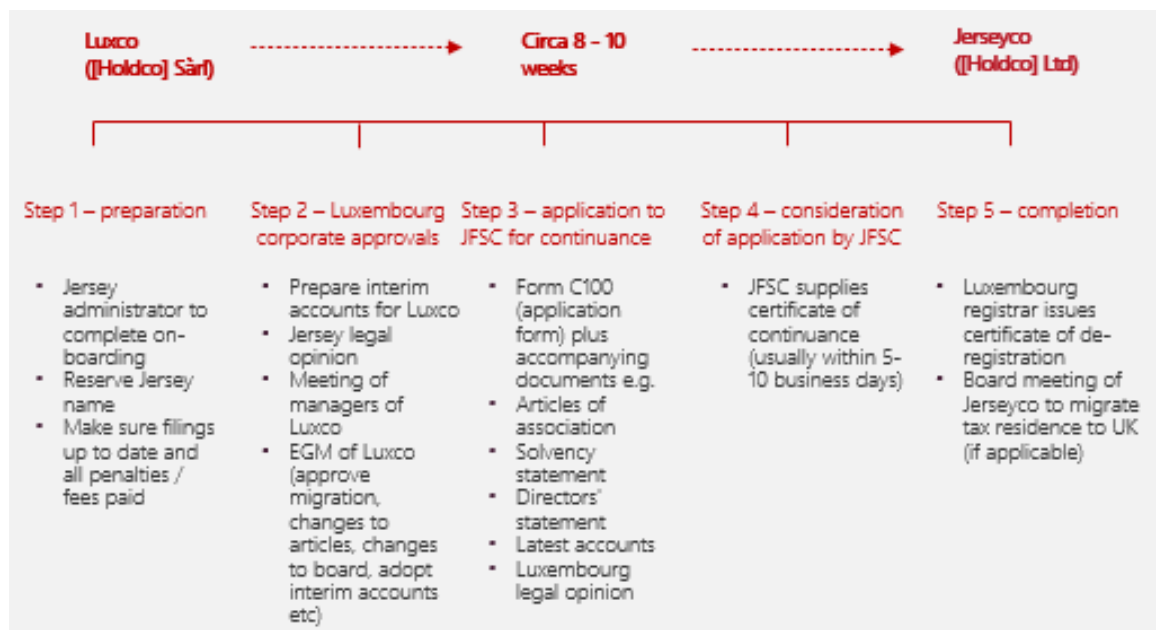 Luxco
([Holdco] Sàrl)
Circa 8 – 10
weeks
Jerseyco
([Holdco] Ltd)
Step 1 – preparation
▪ Jersey
administrator to
complete on-
boarding
▪ Reserve Jersey
name
▪ Make sure filings
up to date and
all penalties /
fees paid
Step 2 – Luxembourg
corporate approvals
▪ Prepare interim
accounts for Luxco
▪ Jersey legal
opinion
▪ Meeting of
managers of
Luxco
▪ EGM of Luxco
(approve
migration,
changes to
articles, changes
to board, adopt
interim accounts
etc)
Step 3 – application to
JFSC for continuance
▪ Form C100
(application
form) plus
accompanying
documents e.g.
▪ Articles of
association
▪ Solvency
statement
▪ Directors'
statement
▪ Latest accounts
▪ Luxembourg
legal opinion
Step 4 – consideration
of application by JFSC
▪ JFSC supplies
certificate of
continuance
(usually within 5-
10 business days)
Step 5 – completion
▪ Luxembourg
registrar issues
certificate of de-
registration
▪ Board meeting of
Jerseyco to migrate
tax residence to UK
(if applicable)